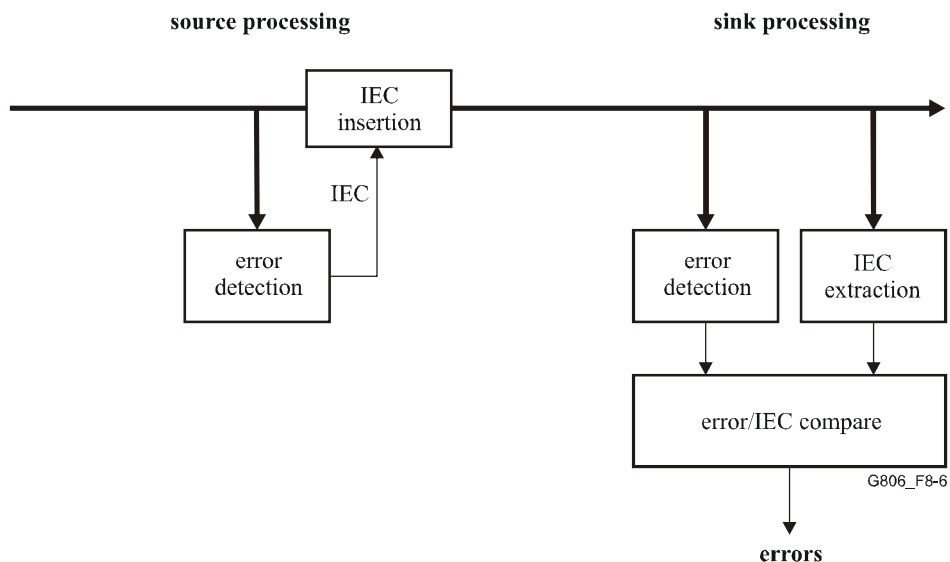 source processing
sink processing
IEC
insertion
IEC
error
detection
error
detection
IEC
extraction
error/IEC compare
G806_F8-6
errors